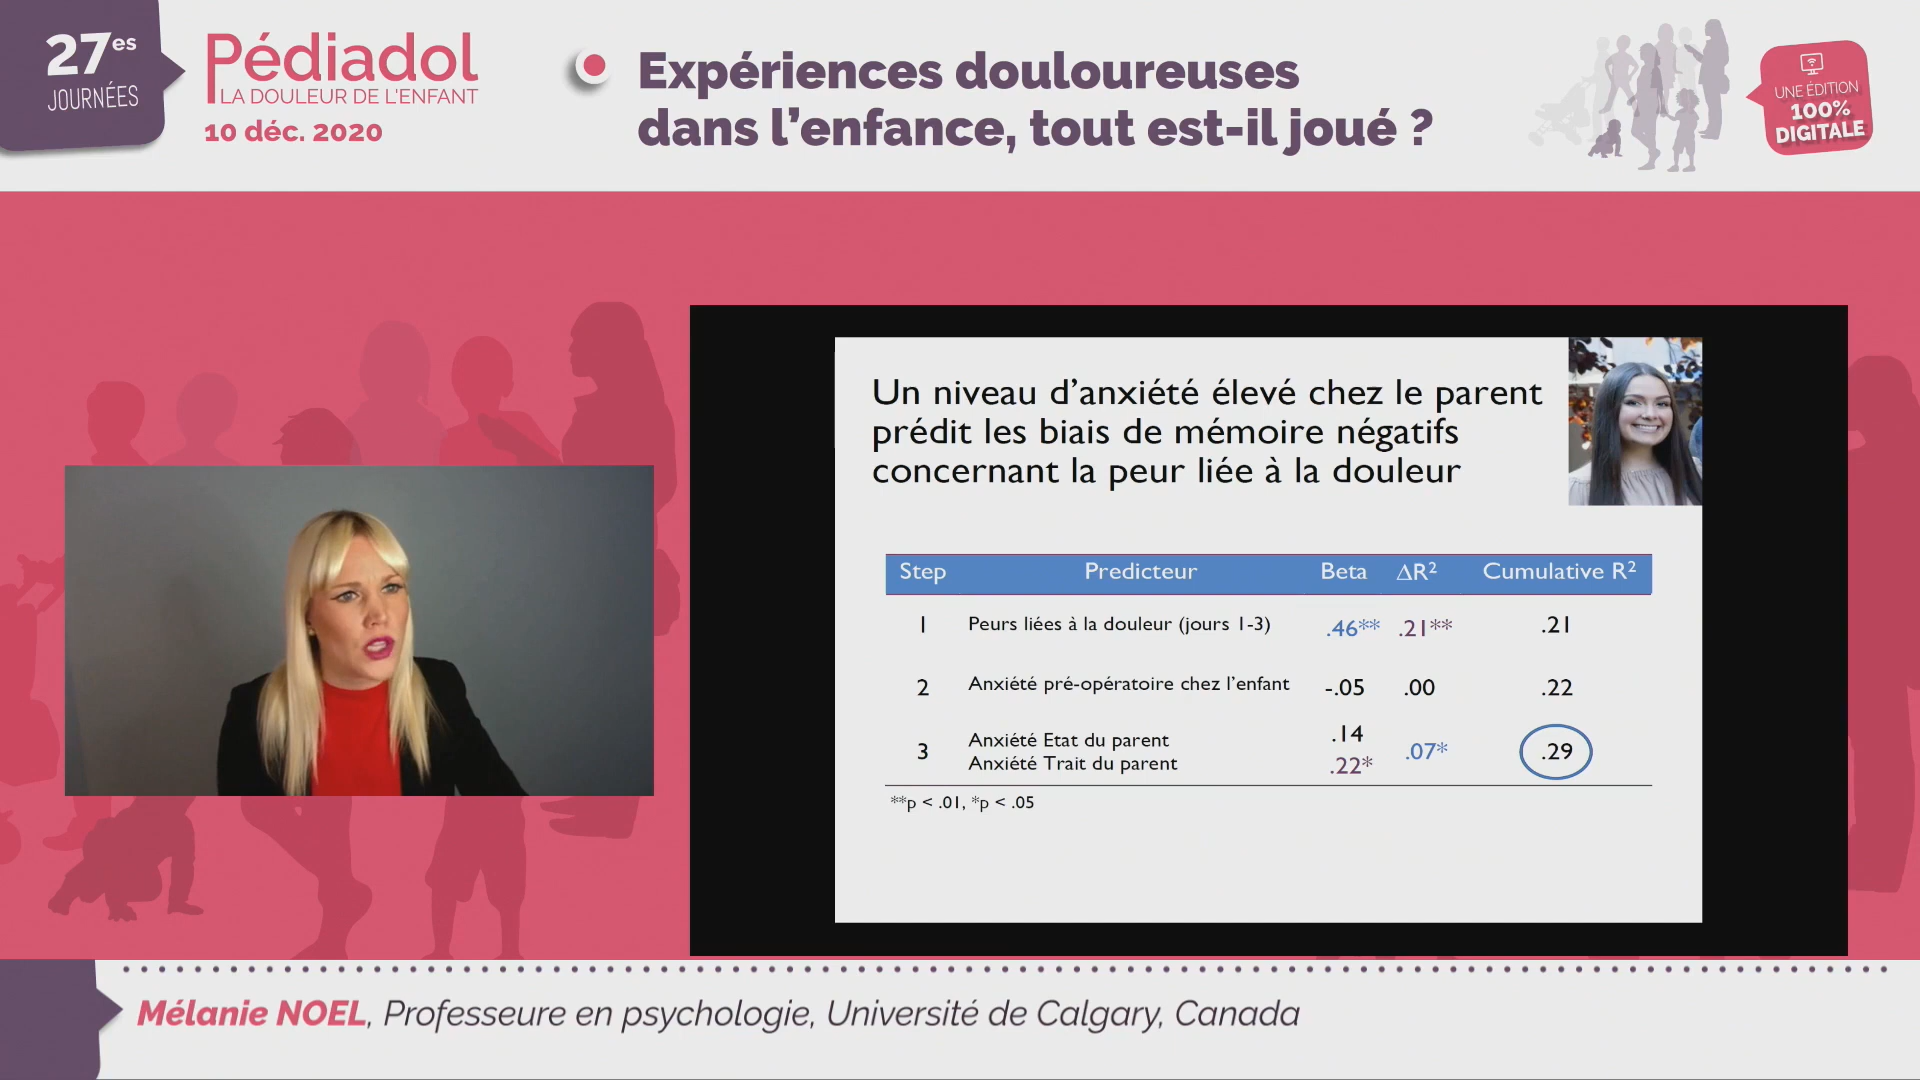 27es
JOURNÉES
Pédiadol
LA DOULEUR DE L'ENFANT
10 déc. 2020
Expériences douloureuses
dans l'enfance, tout est-il joué ?
UNE ÉDITION
100%
DIGITALE
Un niveau d'anxiété élevé chez le parent
prédit les biais de mémoire négatifs
concernant la peur liée à la douleur
Step Predicteur Beta ΔR² Cumulative R²
1 Peurs liées à la douleur (jours 1-3) .46** .21** .21
2 Anxiété pré-opératoire chez l'enfant -.05 .00 .22
3 Anxiété Etat du parent .14 .07* .29
Anxiété Trait du parent .22*
**p < .01, *p < .05
Mélanie NOEL, Professeure en psychologie, Université de Calgary, Canada